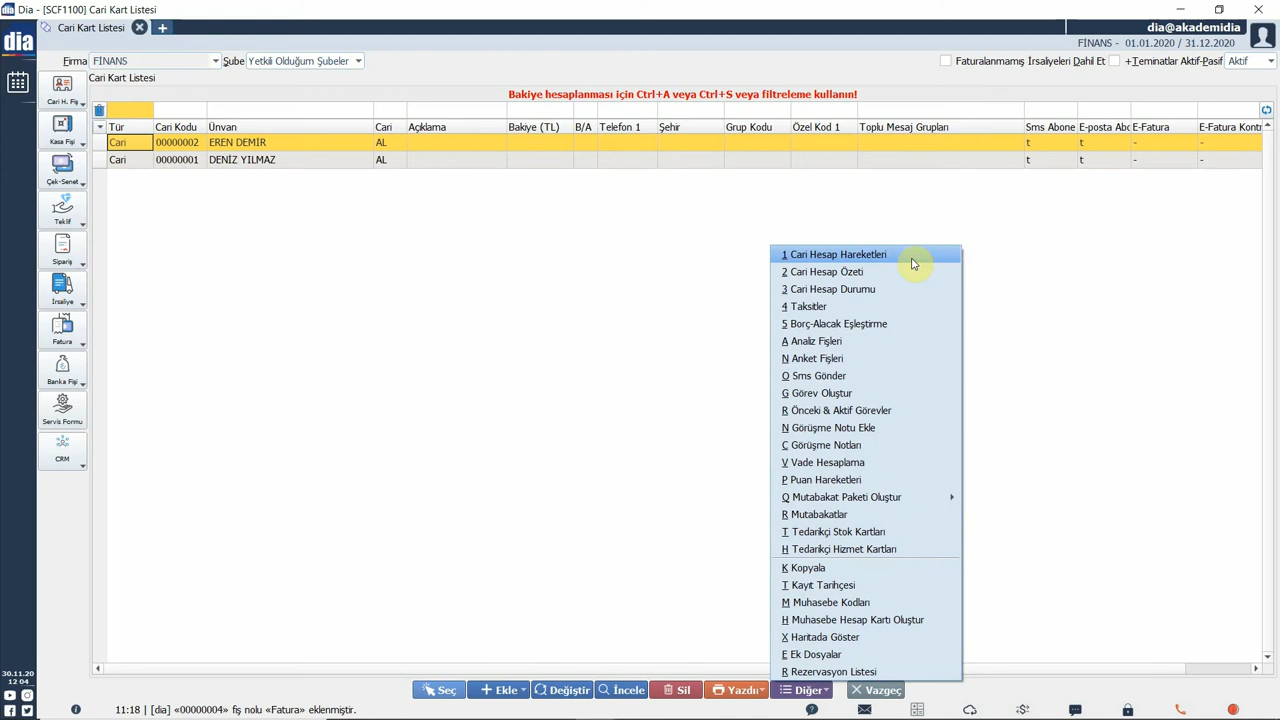 Dia - [SCF1100] Cari Kart Listesi
Cari Kart Listesi
dia
dia@akademidia
FİNANS - 01.01.2020 / 31.12.2020
Firma FİNANS Şube Yetkili Olduğum Şubeler
Faturalanmamış İrsaliyeleri Dahil Et +Teminatlar Aktif-Pasif Aktif
Cari Kart Listesi
Bakiye hesaplanması için Ctrl+A veya Ctrl+S veya filtreleme kullanın!
Tür Cari Kodu Ünvan Cari Açıklama Bakiye (TL) B/A Telefon 1 Şehir Grup Kodu Özel Kod 1 Toplu Mesaj Grupları Sms Abone E-posta Abo E-Fatura E-Fatura Kontr
Cari 00000002 EREN DEMİR AL t t - -
Cari 00000001 DENİZ YILMAZ AL t t - -
Cari H. Fiş
Kasa Fişi
Çek-Senet
Teklif
Sipariş
İrsaliye
Fatura
Banka Fişi
Servis Formu
CRM
1 Cari Hesap Hareketleri
2 Cari Hesap Özeti
3 Cari Hesap Durumu
4 Taksitler
5 Borç-Alacak Eşleştirme
A Analiz Fişleri
N Anket Fişleri
O Sms Gönder
G Görev Oluştur
R Önceki & Aktif Görevler
N Görüşme Notu Ekle
C Görüşme Notları
V Vade Hesaplama
P Puan Hareketleri
Q Mutabakat Paketi Oluştur
R Mutabakatlar
T Tedarikçi Stok Kartları
H Tedarikçi Hizmet Kartları
K Kopyala
T Kayıt Tarihçesi
M Muhasebe Kodları
H Muhasebe Hesap Kartı Oluştur
X Haritada Göster
E Ek Dosyalar
R Rezervasyon Listesi
30.11.20
12 04
Seç Ekle Değiştir İncele Sil Yazdır Diğer Vazgeç
11:18 | [dia] «00000004» fiş nolu «Fatura» eklenmiştir.